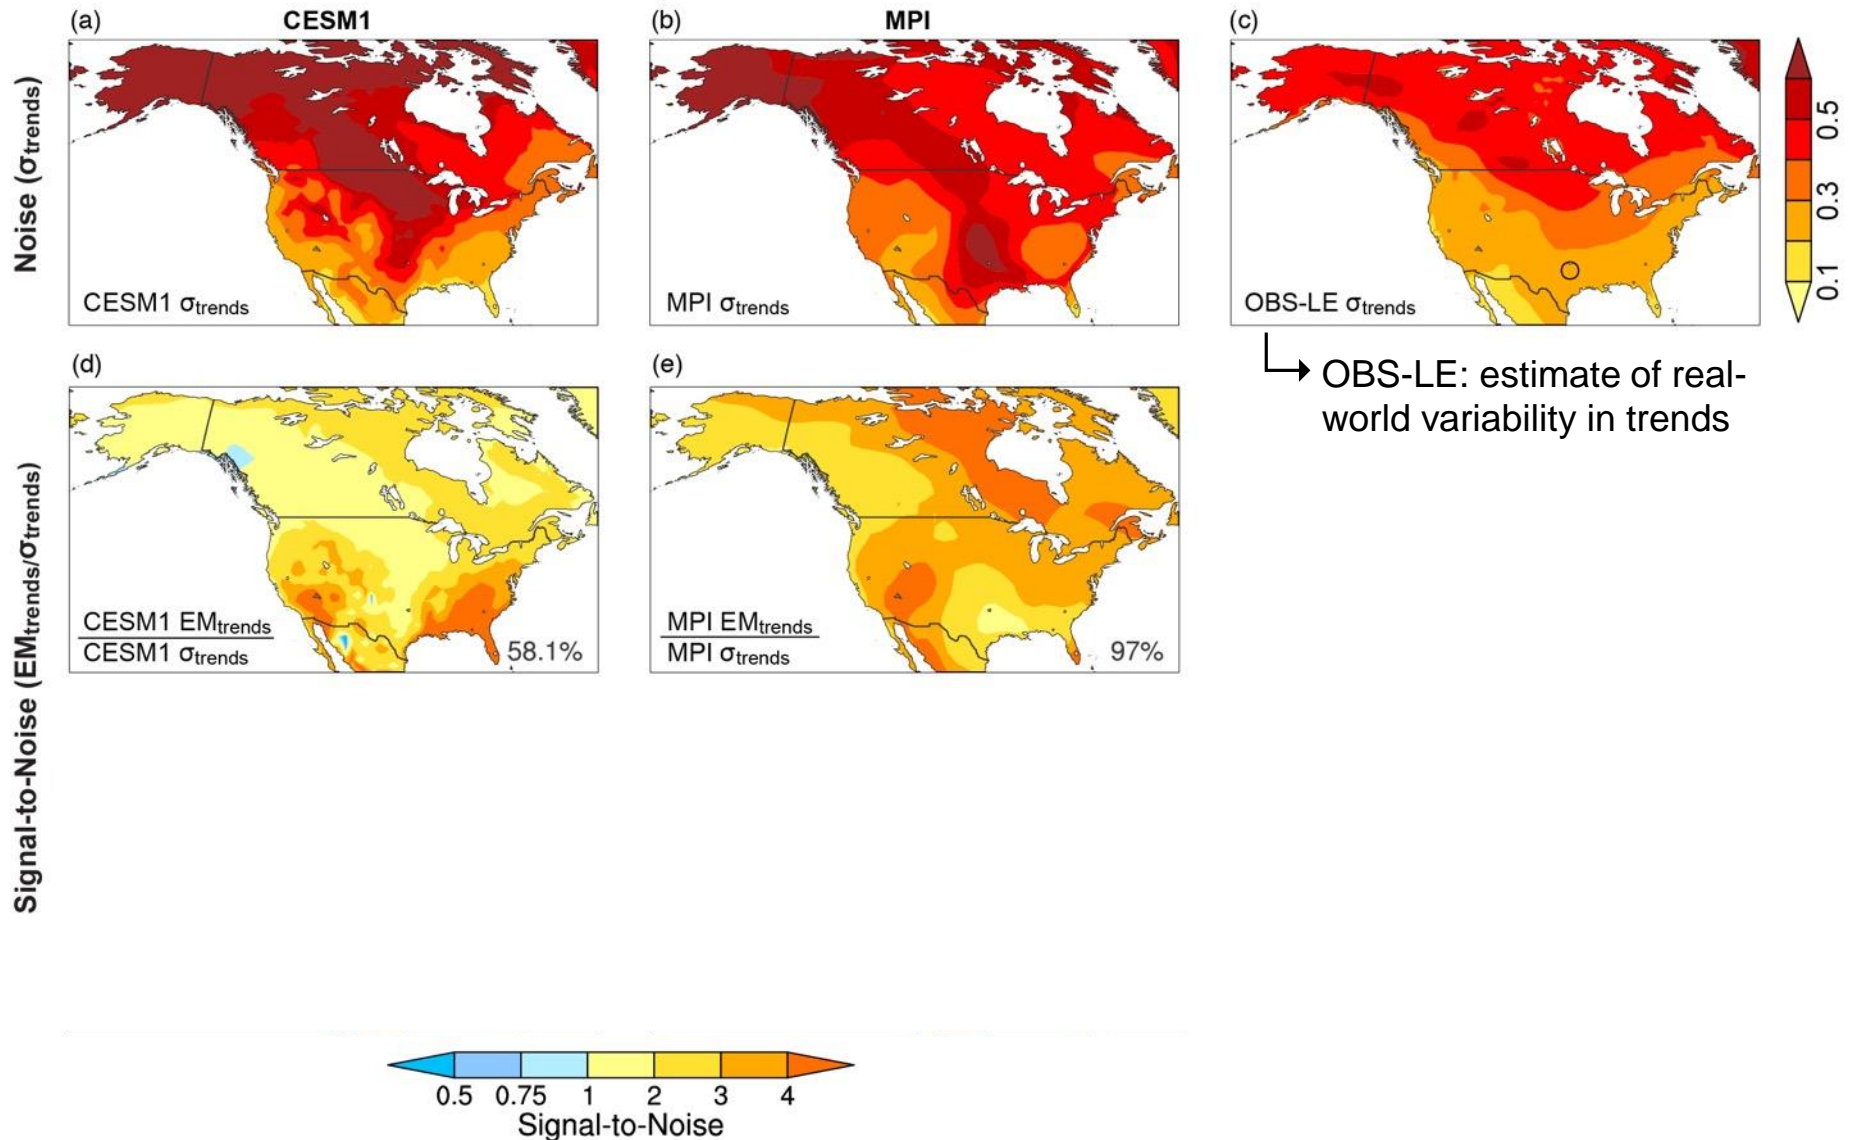 (a)
CESM1
(b)
MPI
(c)
Noise (σtrends)
CESM1 σtrends
MPI σtrends
OBS-LE σtrends
0.5
0.3
0.1
OBS-LE: estimate of real-
world variability in trends
(d)
(e)
Signal-to-Noise (EMtrends/σtrends)
CESM1 EMtrends
CESM1 σtrends
58.1%
MPI EMtrends
MPI σtrends
97%
0.5 0.75 1 2 3 4
Signal-to-Noise